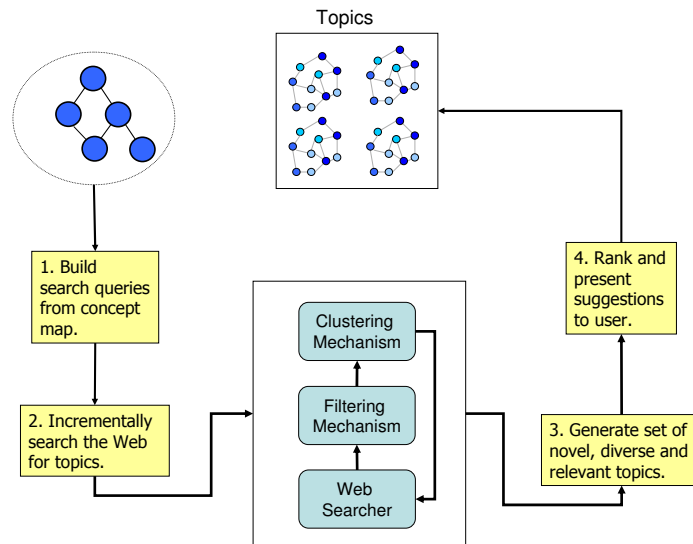 Topics
1. Build
search queries
from concept
map.
2. Incrementally
search the Web
for topics.
Clustering
Mechanism
Filtering
Mechanism
Web
Searcher
3. Generate set of
novel, diverse and
relevant topics.
4. Rank and
present
suggestions
to user.